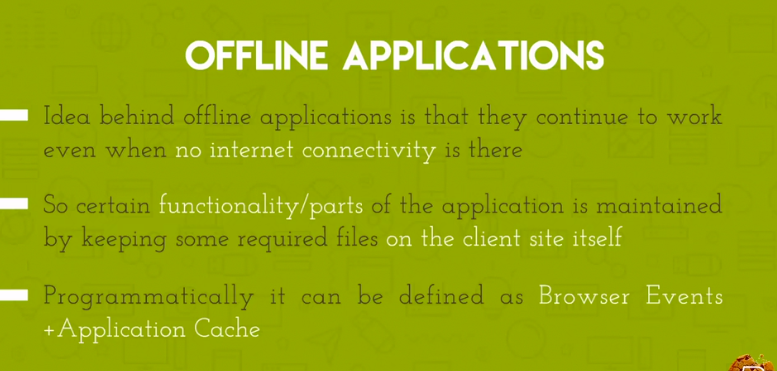 OFFLINE APPLICATIONS
Idea behind offline applications is that they continue to work
even when no internet connectivity is there
So certain functionality/parts of the application is maintained
by keeping some required files on the client site itself
Programmatically it can be defined as Browser Events
+Application Cache